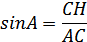 sinA = CH/AC